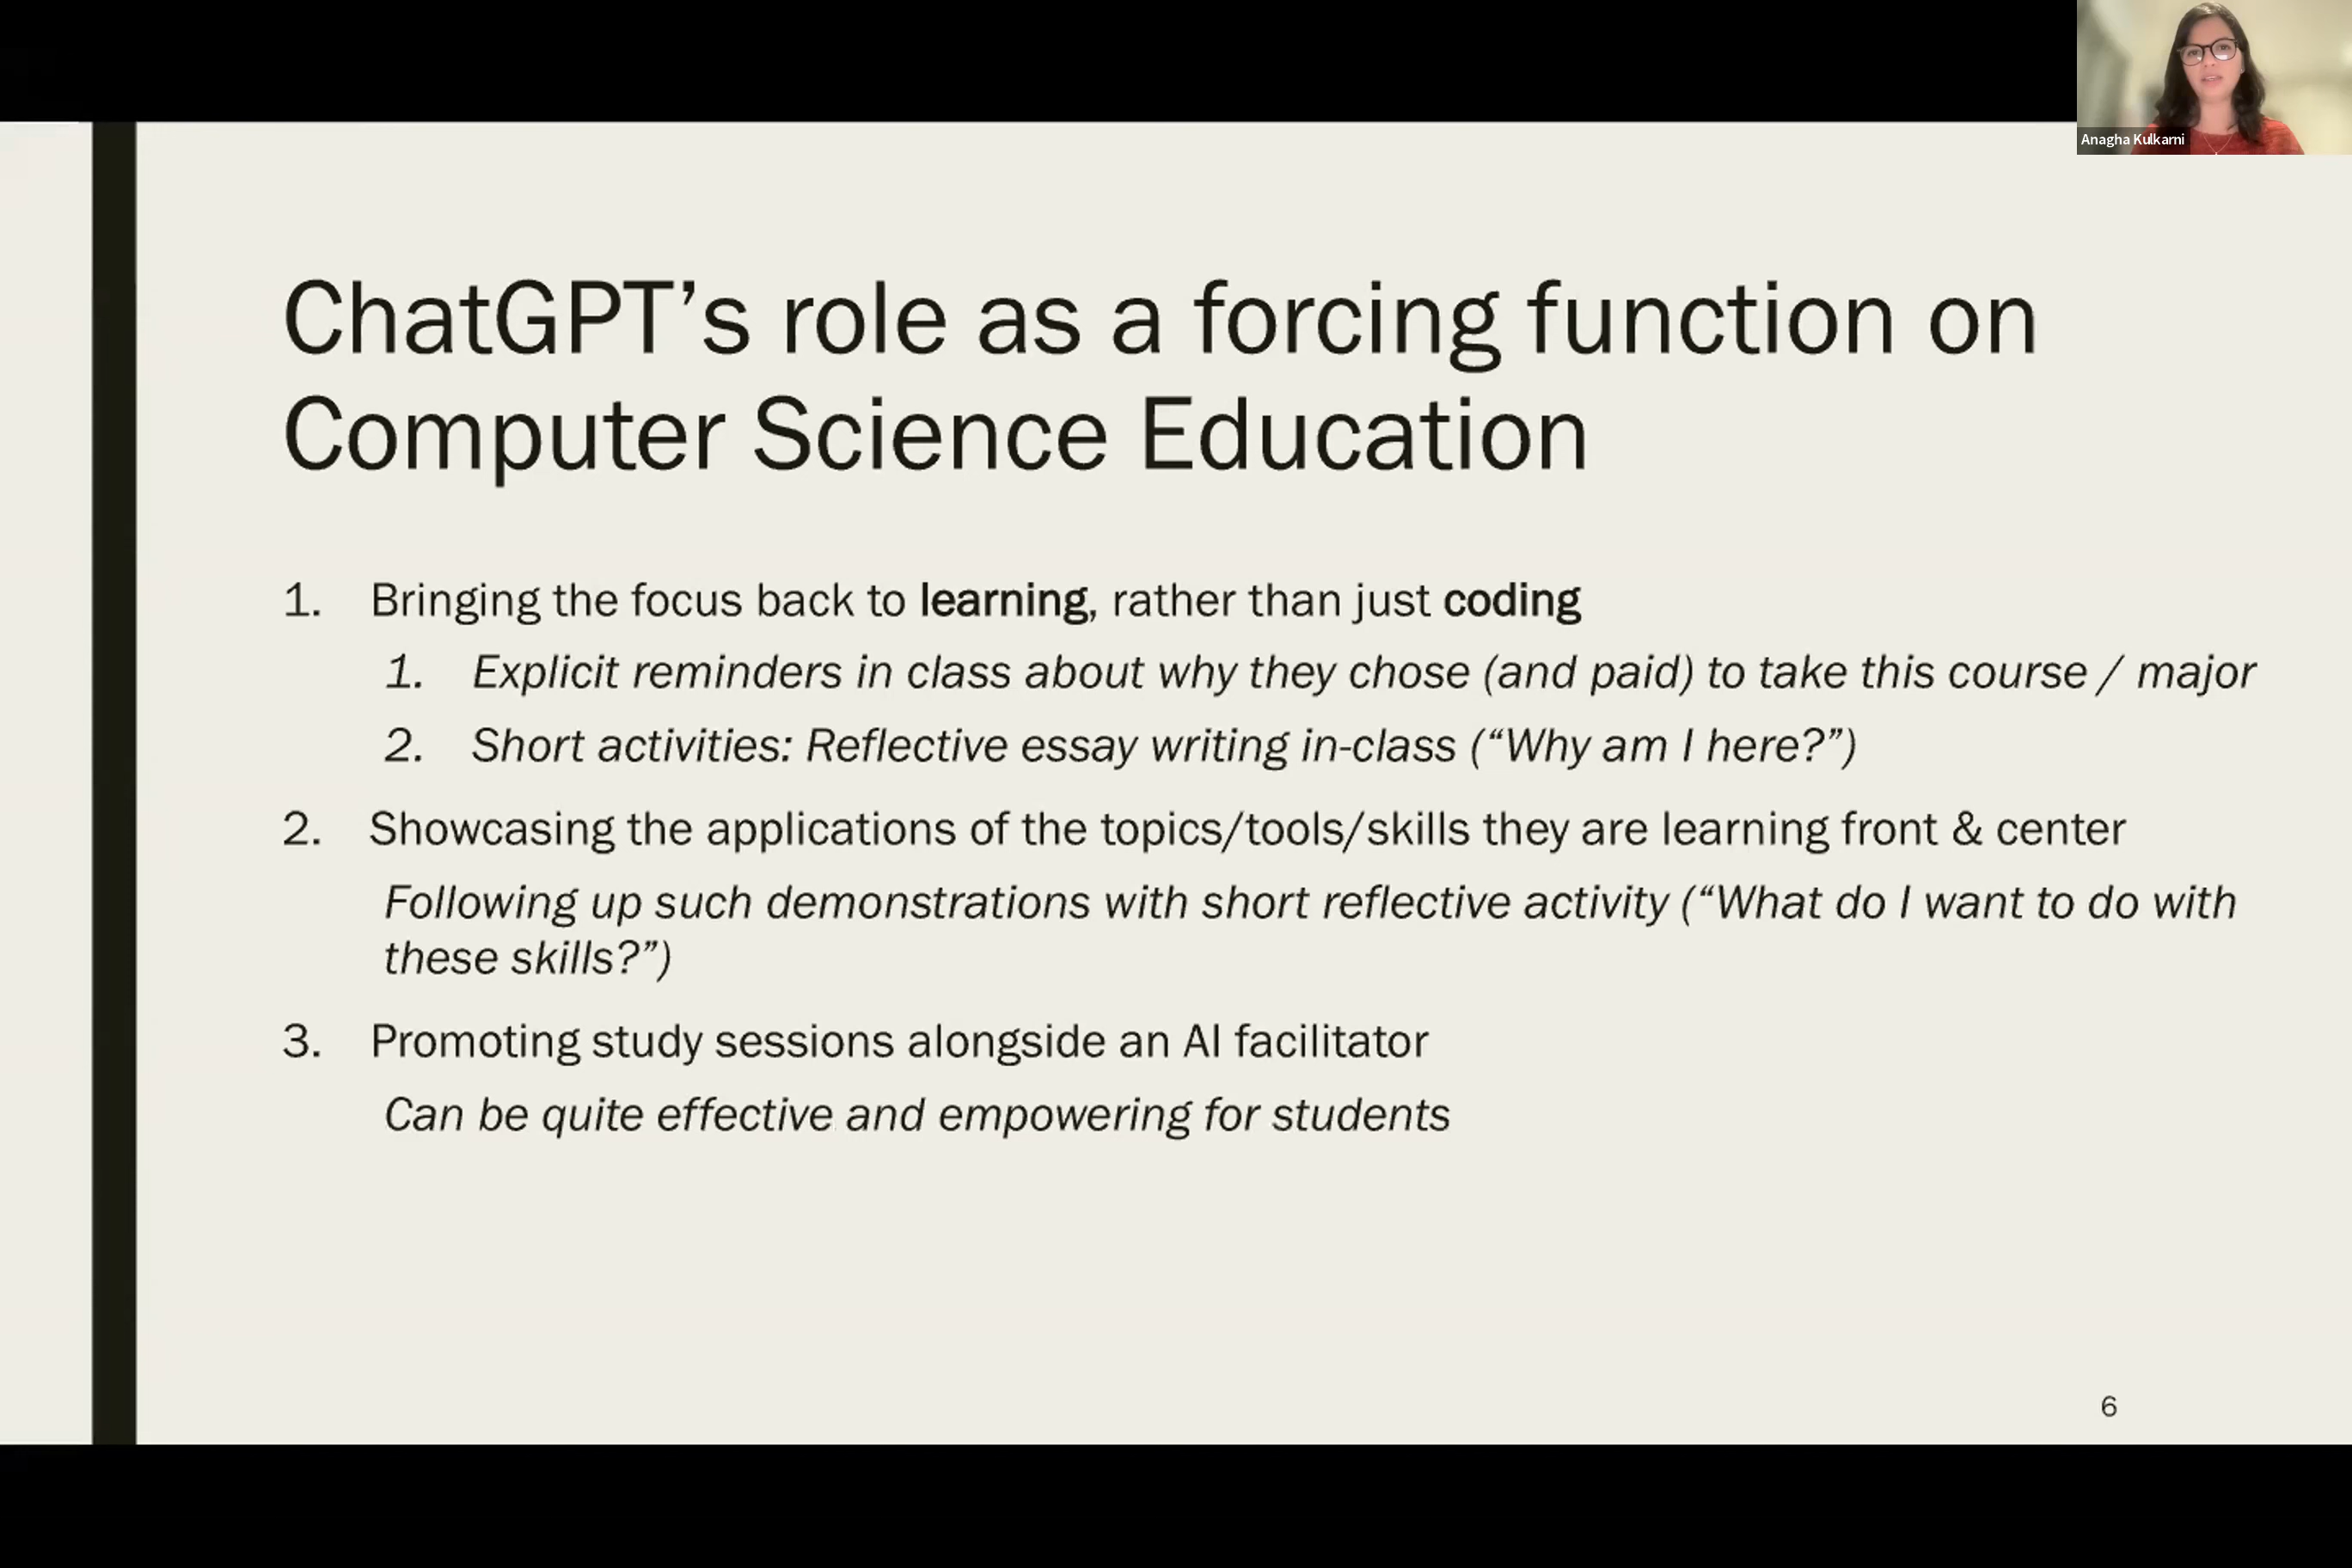 Anagha Kulkarni
ChatGPT’s role as a forcing function on
Computer Science Education
1. Bringing the focus back to learning, rather than just coding
1. Explicit reminders in class about why they chose (and paid) to take this course / major
2. Short activities: Reflective essay writing in-class (“Why am I here?”)
2. Showcasing the applications of the topics/tools/skills they are learning front & center
Following up such demonstrations with short reflective activity (“What do I want to do with
these skills?”)
3. Promoting study sessions alongside an AI facilitator
Can be quite effective and empowering for students
6